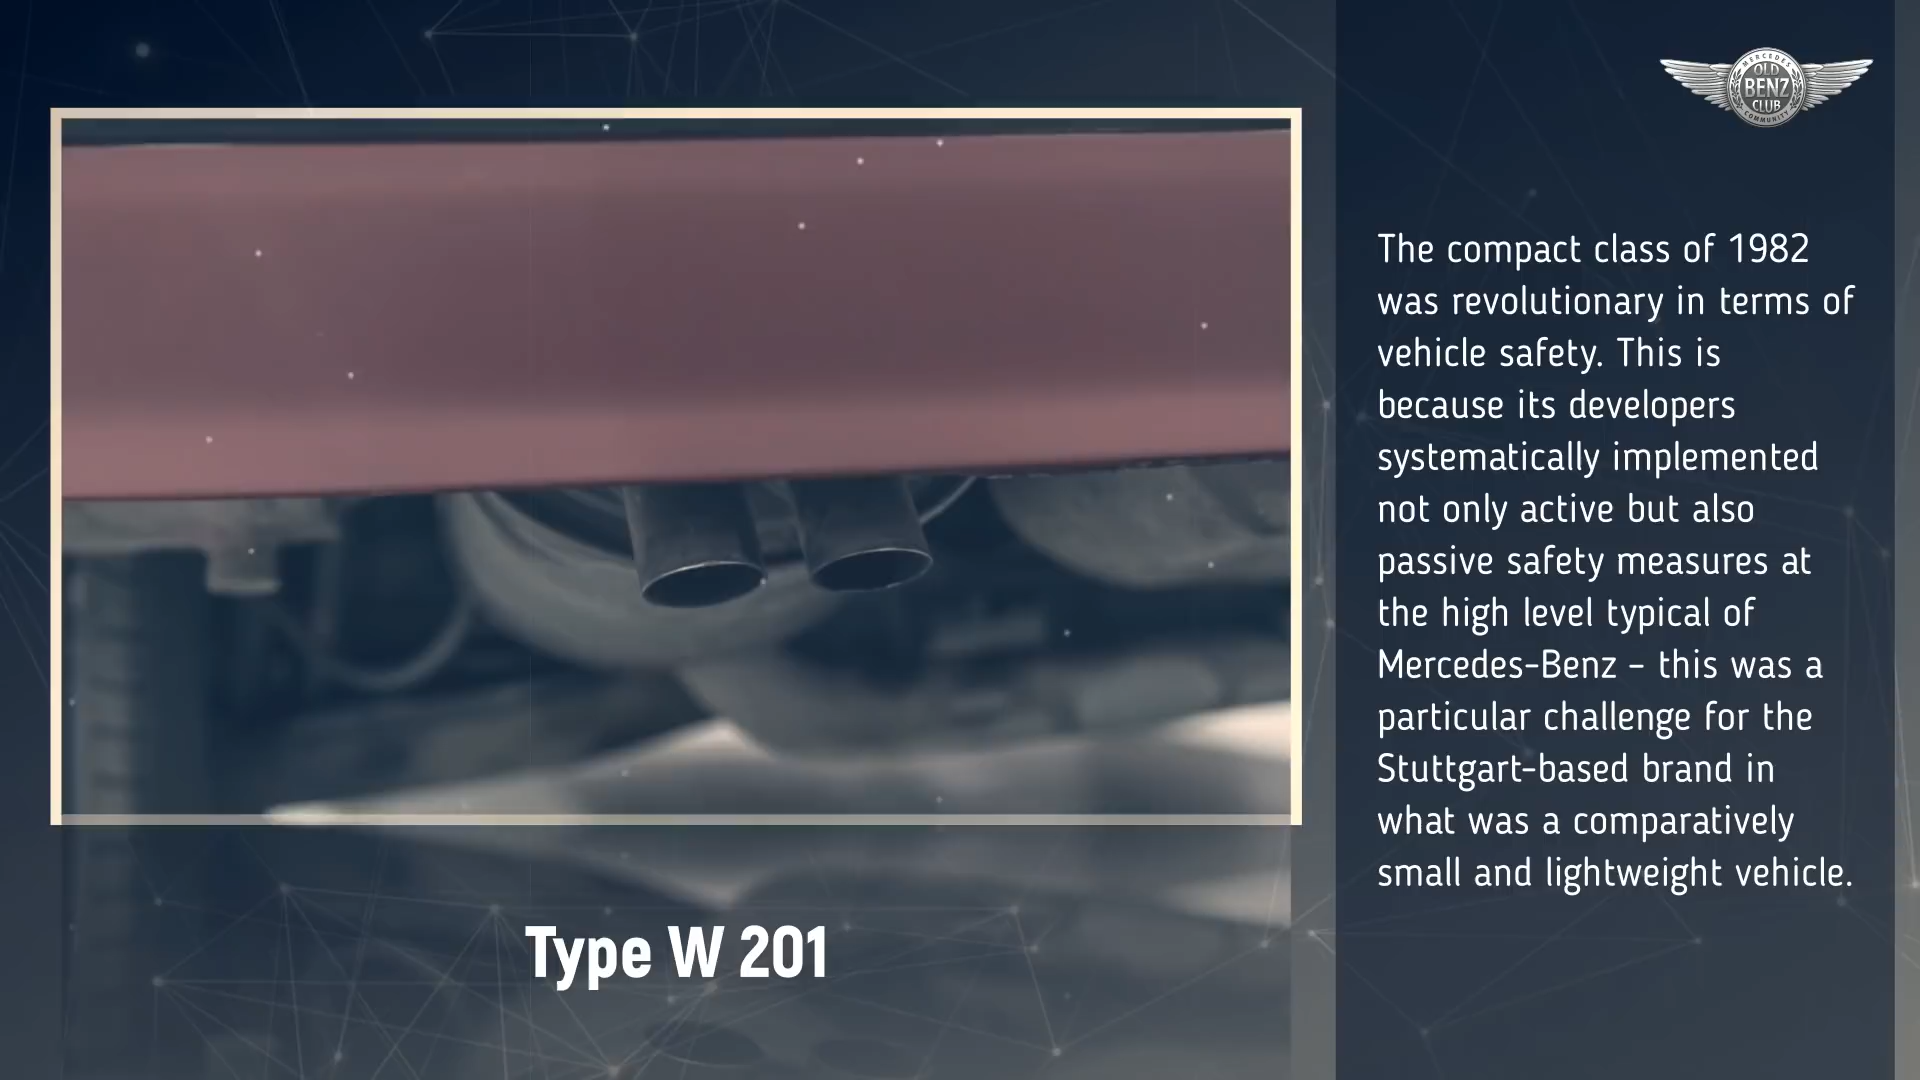 MERCEDES
OLD
BENZ
CLUB
COMMUNITY
The compact class of 1982
was revolutionary in terms of
vehicle safety. This is
because its developers
systematically implemented
not only active but also
passive safety measures at
the high level typical of
Mercedes-Benz – this was a
particular challenge for the
Stuttgart-based brand in
what was a comparatively
small and lightweight vehicle.
Type W 201